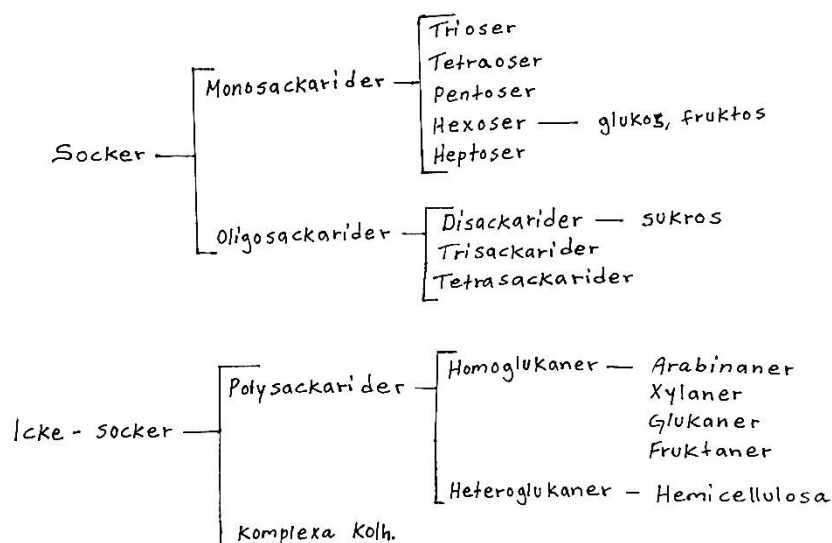 Trioser
Tetraoser
Monosackarider
Pentoser
Hexoser — glukos, fruktos
Socker
Heptoser
Disackarider — sukros
Oligosackarider
Trisackarider
Tetrasackarider
Homoglukaner — Arabinaner
Polysackarider
Xylaner
Icke - socker
Glukaner
Fruktaner
Heteroglukaner - Hemicellulosa
Komplexa Kolh.